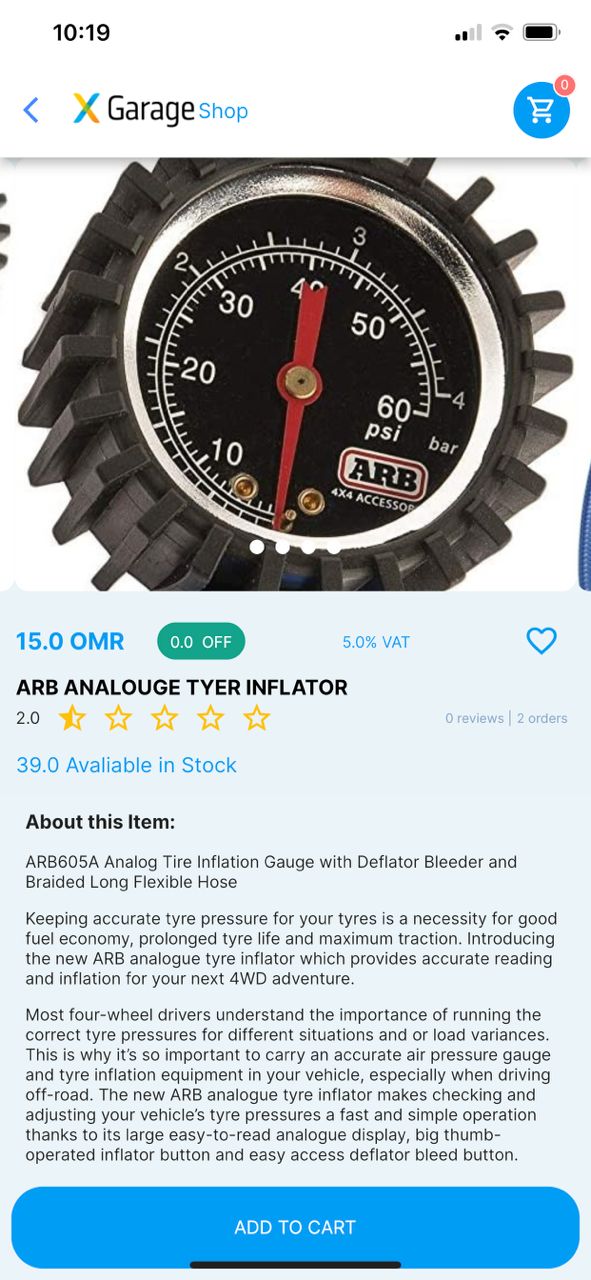 10:19
X Garage Shop
0
3
2
40
30
50
20
60
4
psi
bar
10
ARB
4X4 ACCESSOR
15.0 OMR
0.0 OFF
5.0% VAT
ARB ANALOUGE TYER INFLATOR
2.0
0 reviews | 2 orders
39.0 Avaliable in Stock
About this Item:
ARB605A Analog Tire Inflation Gauge with Deflator Bleeder and
Braided Long Flexible Hose
Keeping accurate tyre pressure for your tyres is a necessity for good
fuel economy, prolonged tyre life and maximum traction. Introducing
the new ARB analogue tyre inflator which provides accurate reading
and inflation for your next 4WD adventure.
Most four-wheel drivers understand the importance of running the
correct tyre pressures for different situations and or load variances.
This is why it’s so important to carry an accurate air pressure gauge
and tyre inflation equipment in your vehicle, especially when driving
off-road. The new ARB analogue tyre inflator makes checking and
adjusting your vehicle’s tyre pressures a fast and simple operation
thanks to its large easy-to-read analogue display, big thumb-
operated inflator button and easy access deflator bleed button.
ADD TO CART